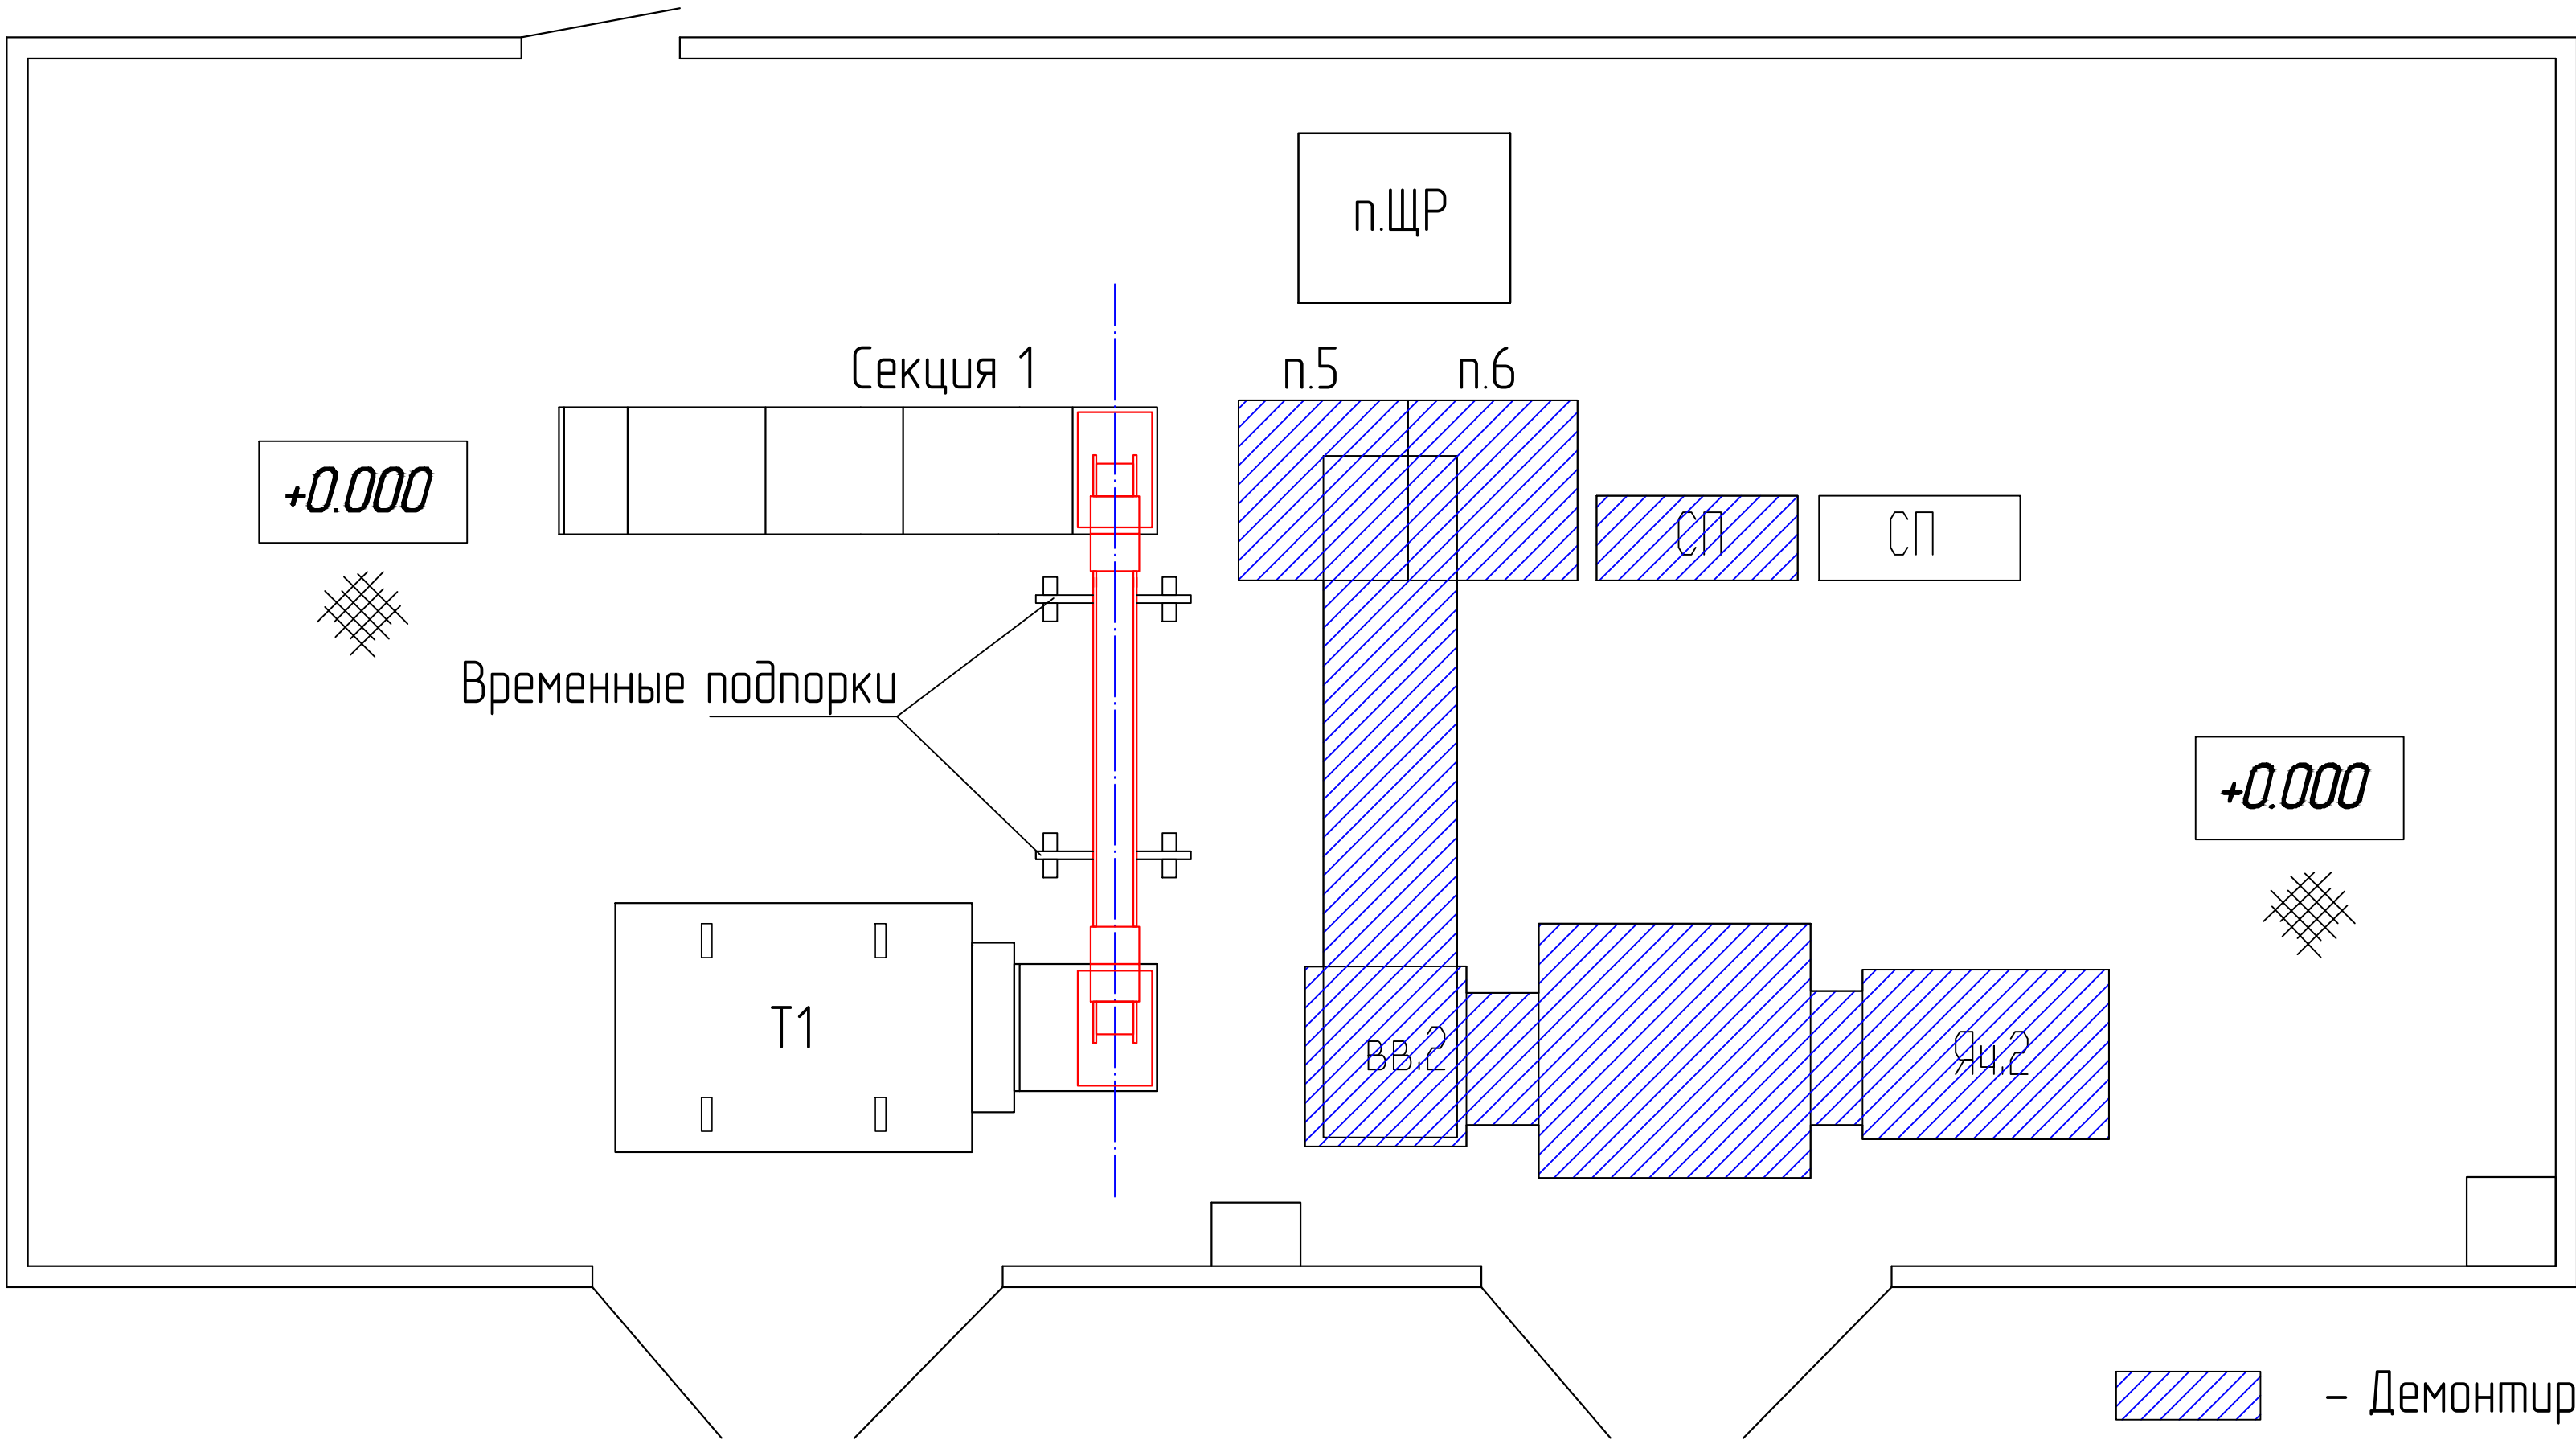 п.ЩР
Секция 1
п.5
п.6
+0.000
СП
СП
Временные подпорки
+0.000
Т1
вв.2
Яч.2
- Демонтир